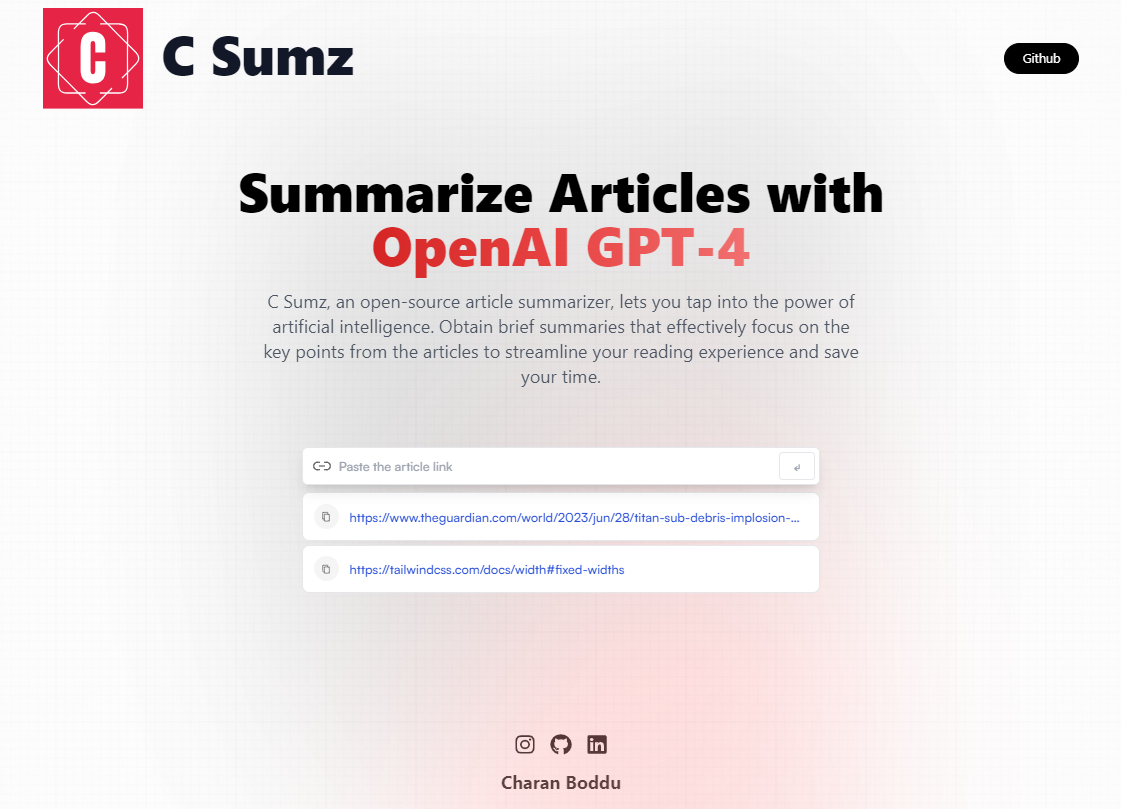 C
C Sumz
Github
Summarize Articles with
OpenAI GPT-4
C Sumz, an open-source article summarizer, lets you tap into the power of
artificial intelligence. Obtain brief summaries that effectively focus on the
key points from the articles to streamline your reading experience and save
your time.
Paste the article link
https://www.theguardian.com/world/2023/jun/28/titan-sub-debris-implosion-...
https://tailwindcss.com/docs/width#fixed-widths
Charan Boddu